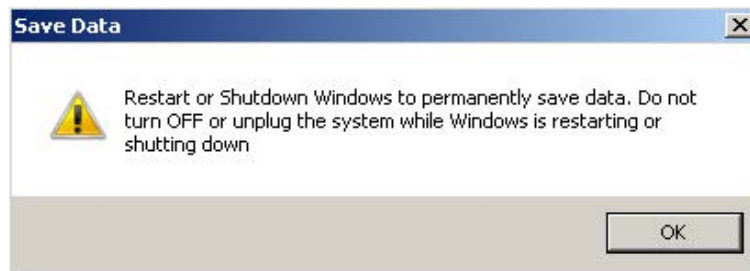 Save Data
Restart or Shutdown Windows to permanently save data. Do not
turn OFF or unplug the system while Windows is restarting or
shutting down
OK